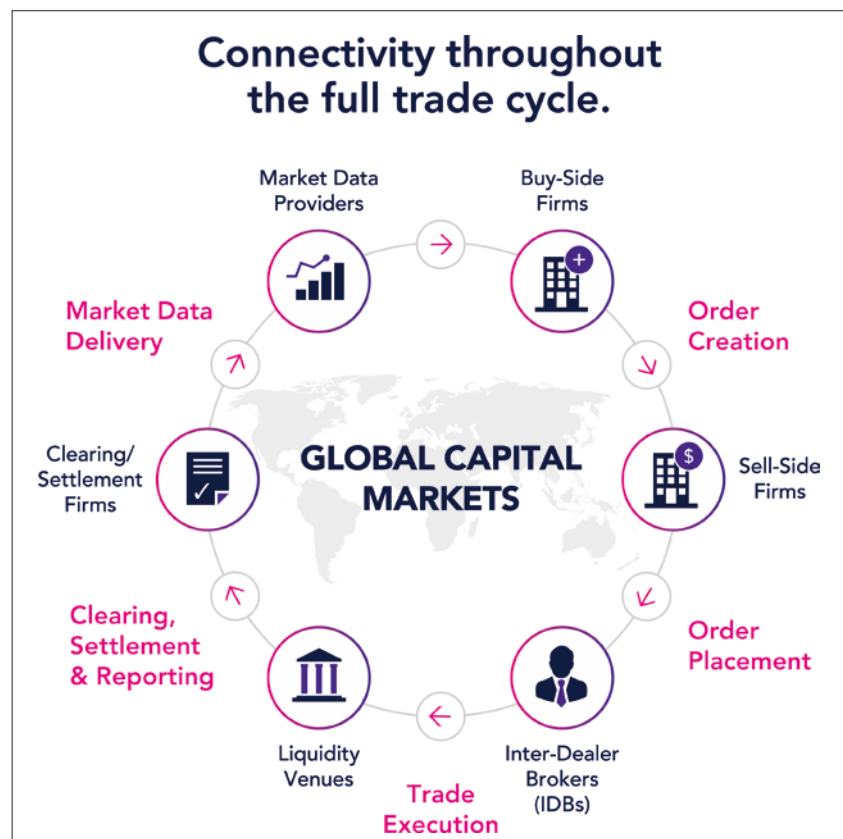 Connectivity throughout
the full trade cycle.
Market Data
Providers
Buy-Side
Firms
Market Data
Delivery
Order
Creation
Clearing/
Settlement
Firms
GLOBAL CAPITAL
MARKETS
$
Sell-Side
Firms
Clearing,
Settlement
& Reporting
Order
Placement
Liquidity
Venues
Trade
Execution
Inter-Dealer
Brokers
(IDBs)